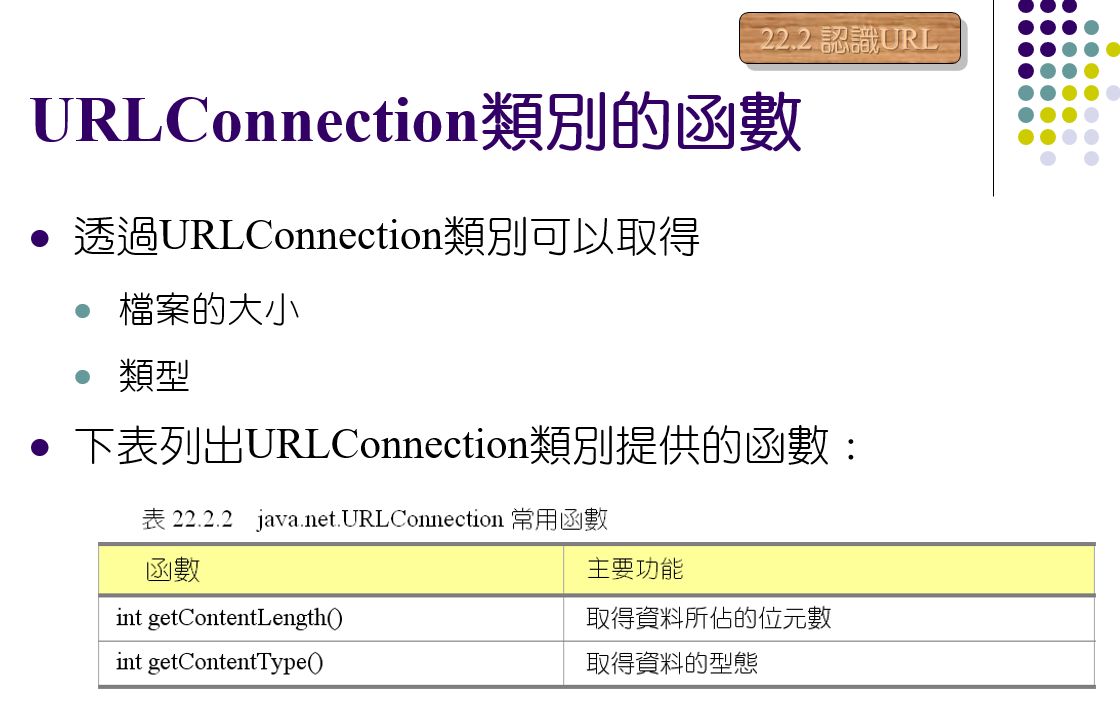 22.2 認識URL
URLConnection類別的函數
透過URLConnection類別可以取得
檔案的大小
類型
下表列出URLConnection類別提供的函數：
表 22.2.2 java.net.URLConnection 常用函數
函數 主要功能
int getContentLength() 取得資料所佔的位元數
int getContentType() 取得資料的型態